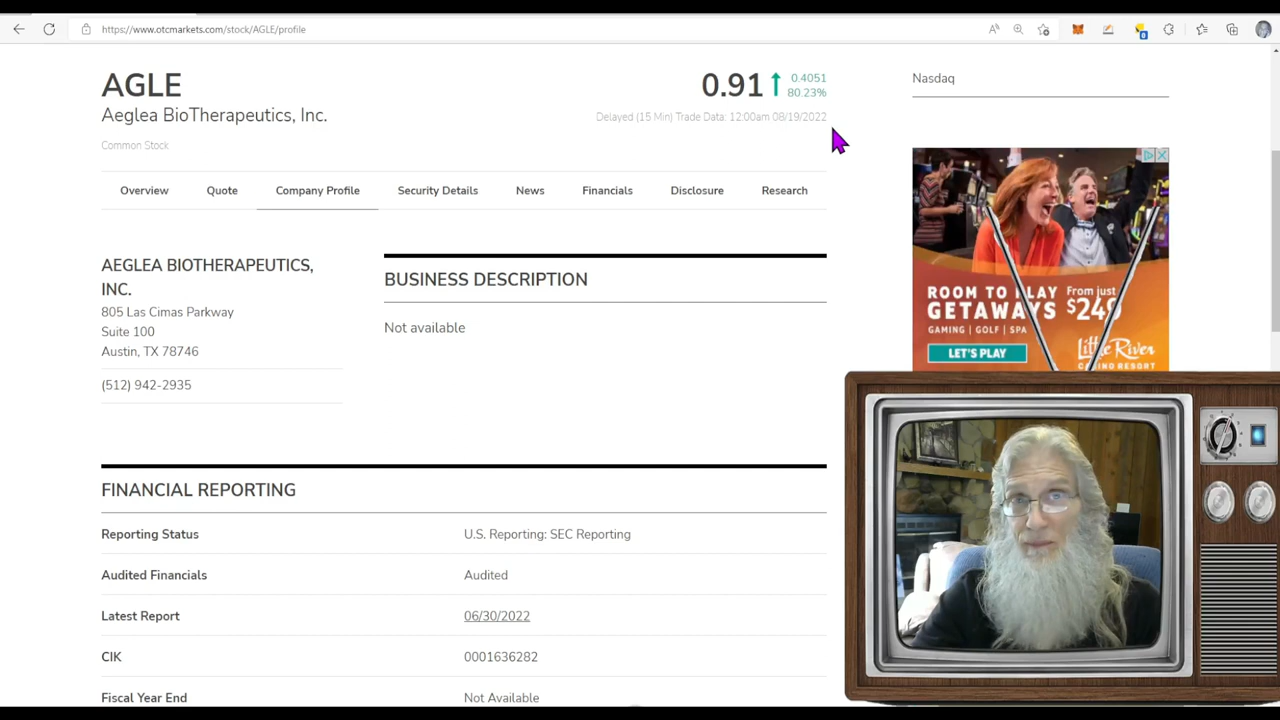 https://www.otcmarkets.com/stock/AGLE/profile
AGLE
Aeglea BioTherapeutics, Inc.
Common Stock
0.91
0.4051
80.23%
Delayed (15 Min) Trade Data: 12:00am 08/19/2022
Nasdaq
Overview
Quote
Company Profile
Security Details
News
Financials
Disclosure
Research
AEGLEA BIOTHERAPEUTICS,
INC.
805 Las Cimas Parkway
Suite 100
Austin, TX 78746
(512) 942-2935
BUSINESS DESCRIPTION
Not available
ROOM TO PLAY
GETAWAYS
GAMING | GOLF | SPA
From just
$249
LET'S PLAY
Little River
CASINO RESORT
FINANCIAL REPORTING
Reporting Status
U.S. Reporting: SEC Reporting
Audited Financials
Audited
Latest Report
06/30/2022
CIK
0001636282
Fiscal Year End
Not Available